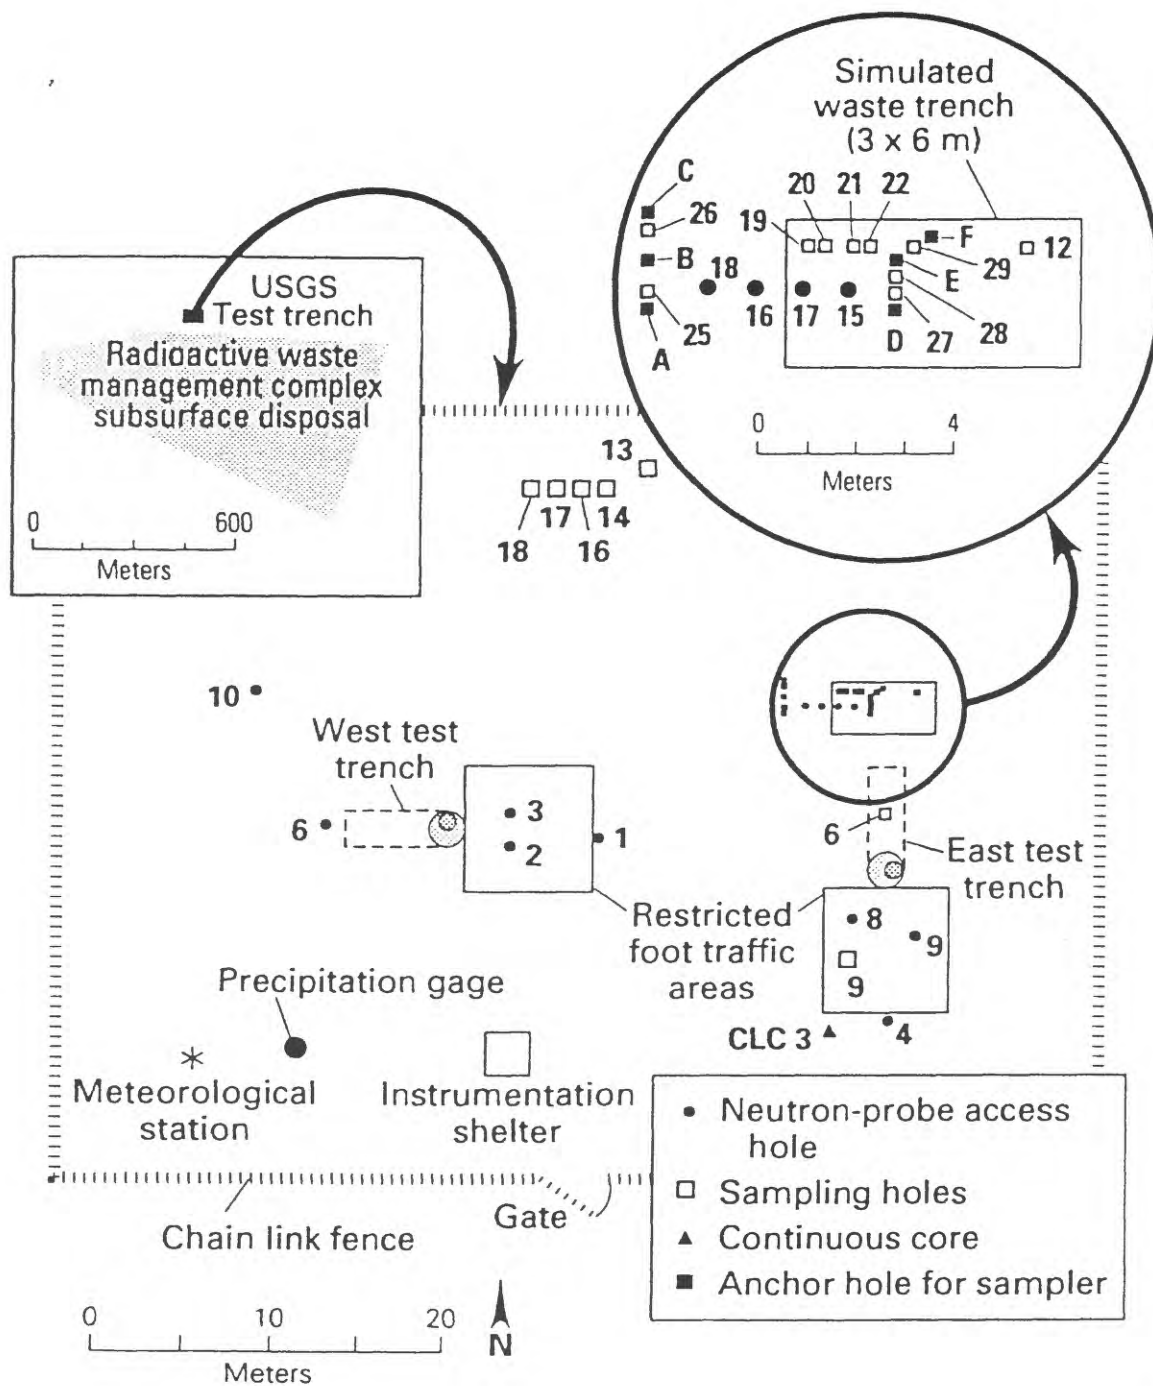 Simulated
waste trench
(3 x 6 m)
C
26
B
25
A
18
16
17
15
19
20
21
22
F
29
E
28
27
D
12
0 4
Meters
USGS
Test trench
Radioactive waste
management complex
subsurface disposal
0 600
Meters
13
18
17
16
14
10
West test
trench
6
3
2
1
6
East test
trench
Restricted
foot traffic
areas
8
9
9
CLC 3
4
Precipitation gage
Meteorological
station
Instrumentation
shelter
Chain link fence
Gate
Neutron-probe access
hole
Sampling holes
Continuous core
Anchor hole for sampler
0 10 20
Meters
N